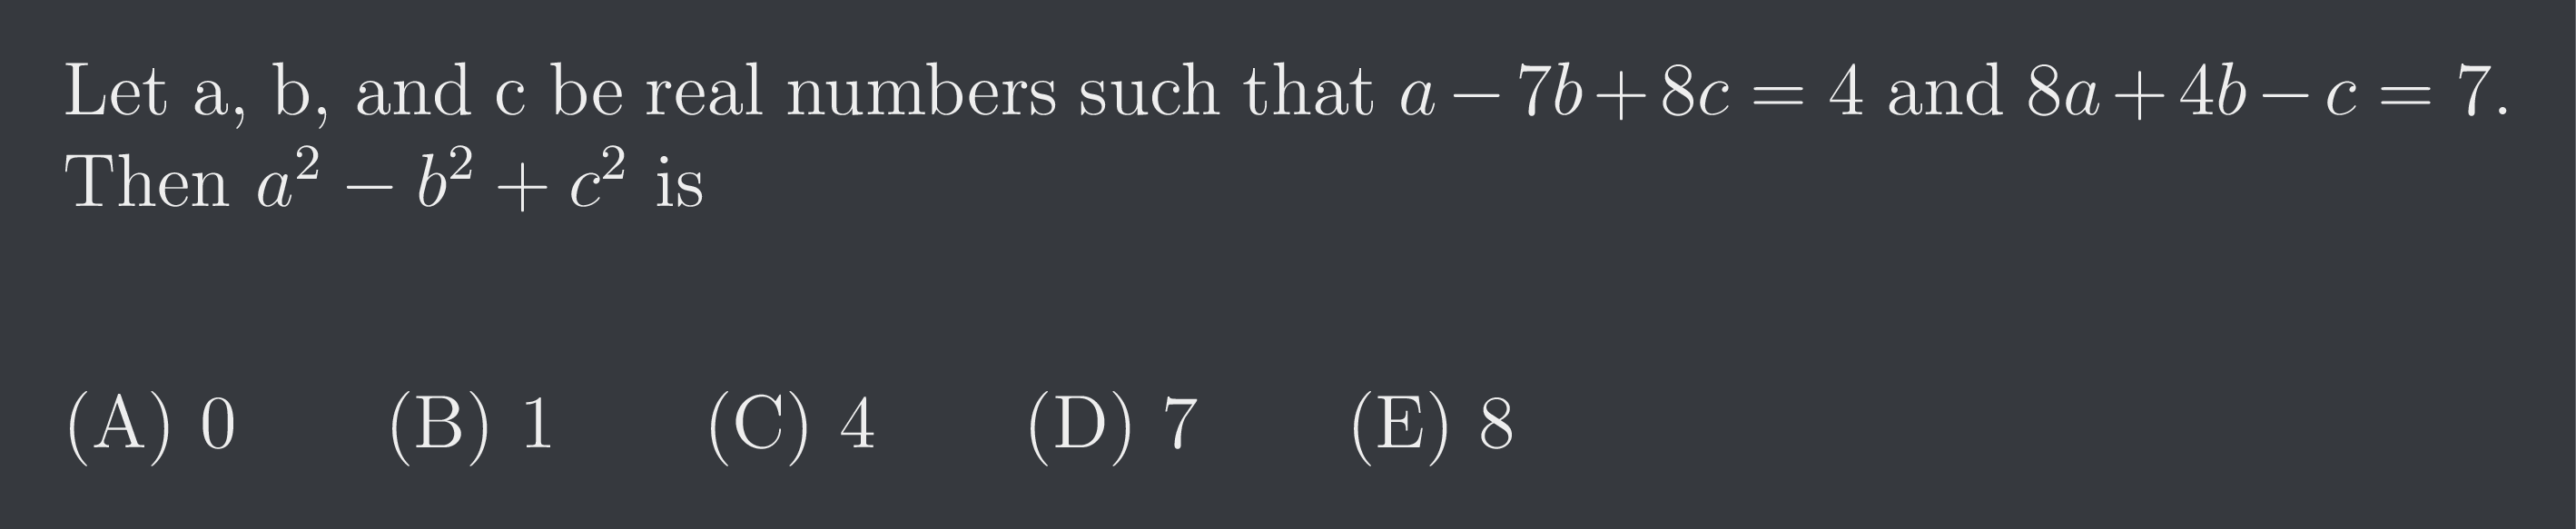 Let a, b, and c be real numbers such that a − 7b + 8c = 4 and 8a + 4b − c = 7.
Then a² − b² + c² is
(A) 0 (B) 1 (C) 4 (D) 7 (E) 8